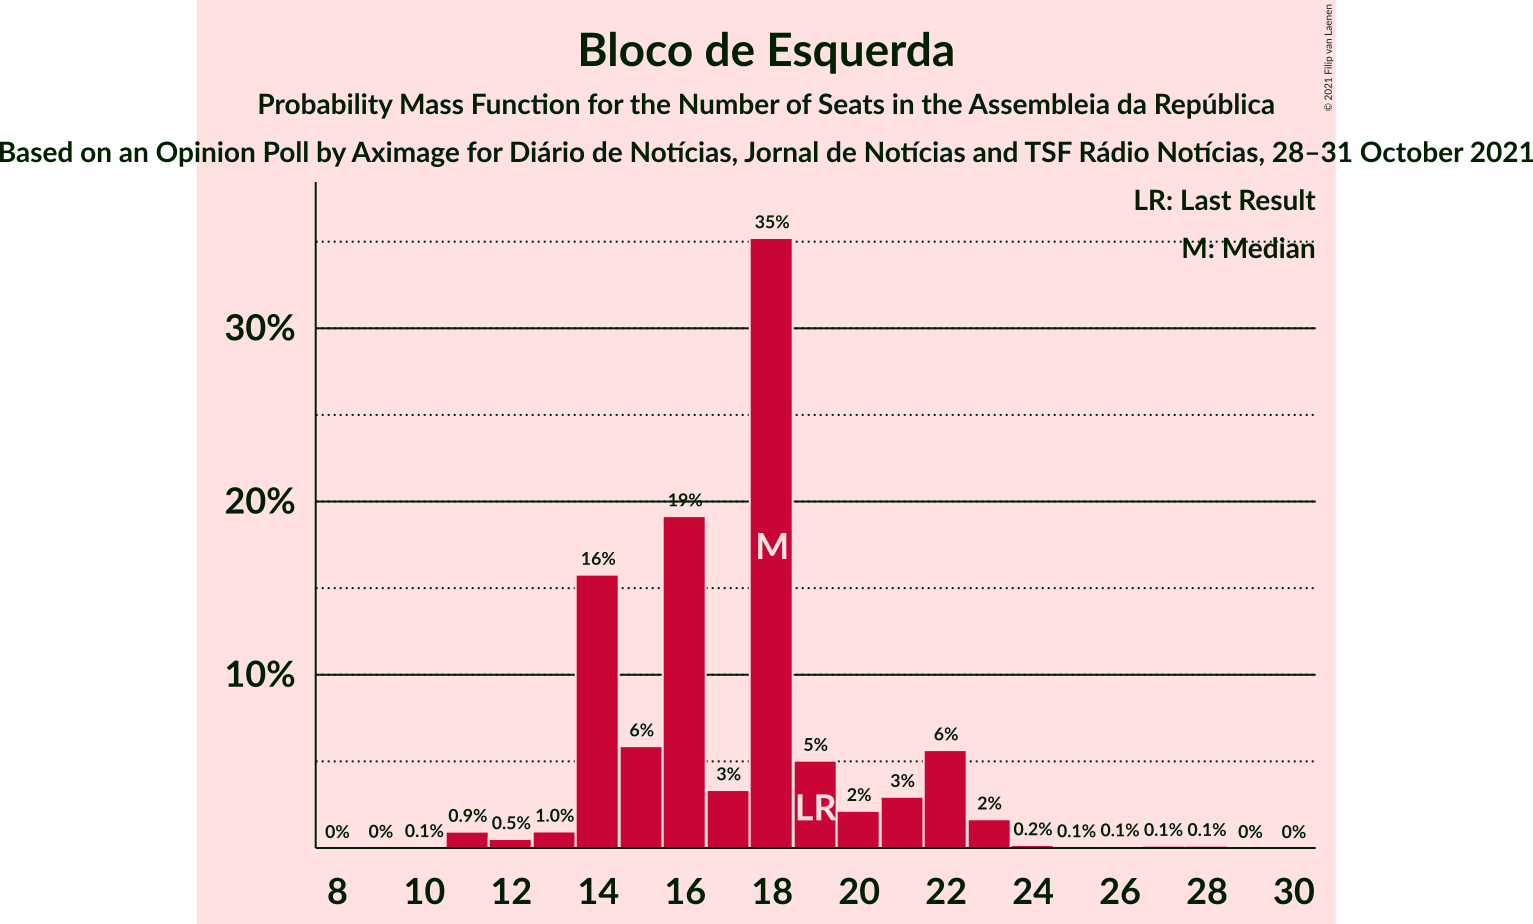 Bloco de Esquerda
Probability Mass Function for the Number of Seats in the Assembleia da República
Based on an Opinion Poll by Aximage for Diário de Notícias, Jornal de Notícias and TSF Rádio Notícias, 28–31 October 2021
© 2021 Filip van Laenen
LR: Last Result
M: Median
30%
20%
10%
0% 0% 0.1% 0.9% 0.5% 1.0% 16% 6% 19% 3% 35% 5% 2% 3% 6% 2% 0.2% 0.1% 0.1% 0.1% 0.1% 0% 0%
M
LR
8 10 12 14 16 18 20 22 24 26 28 30